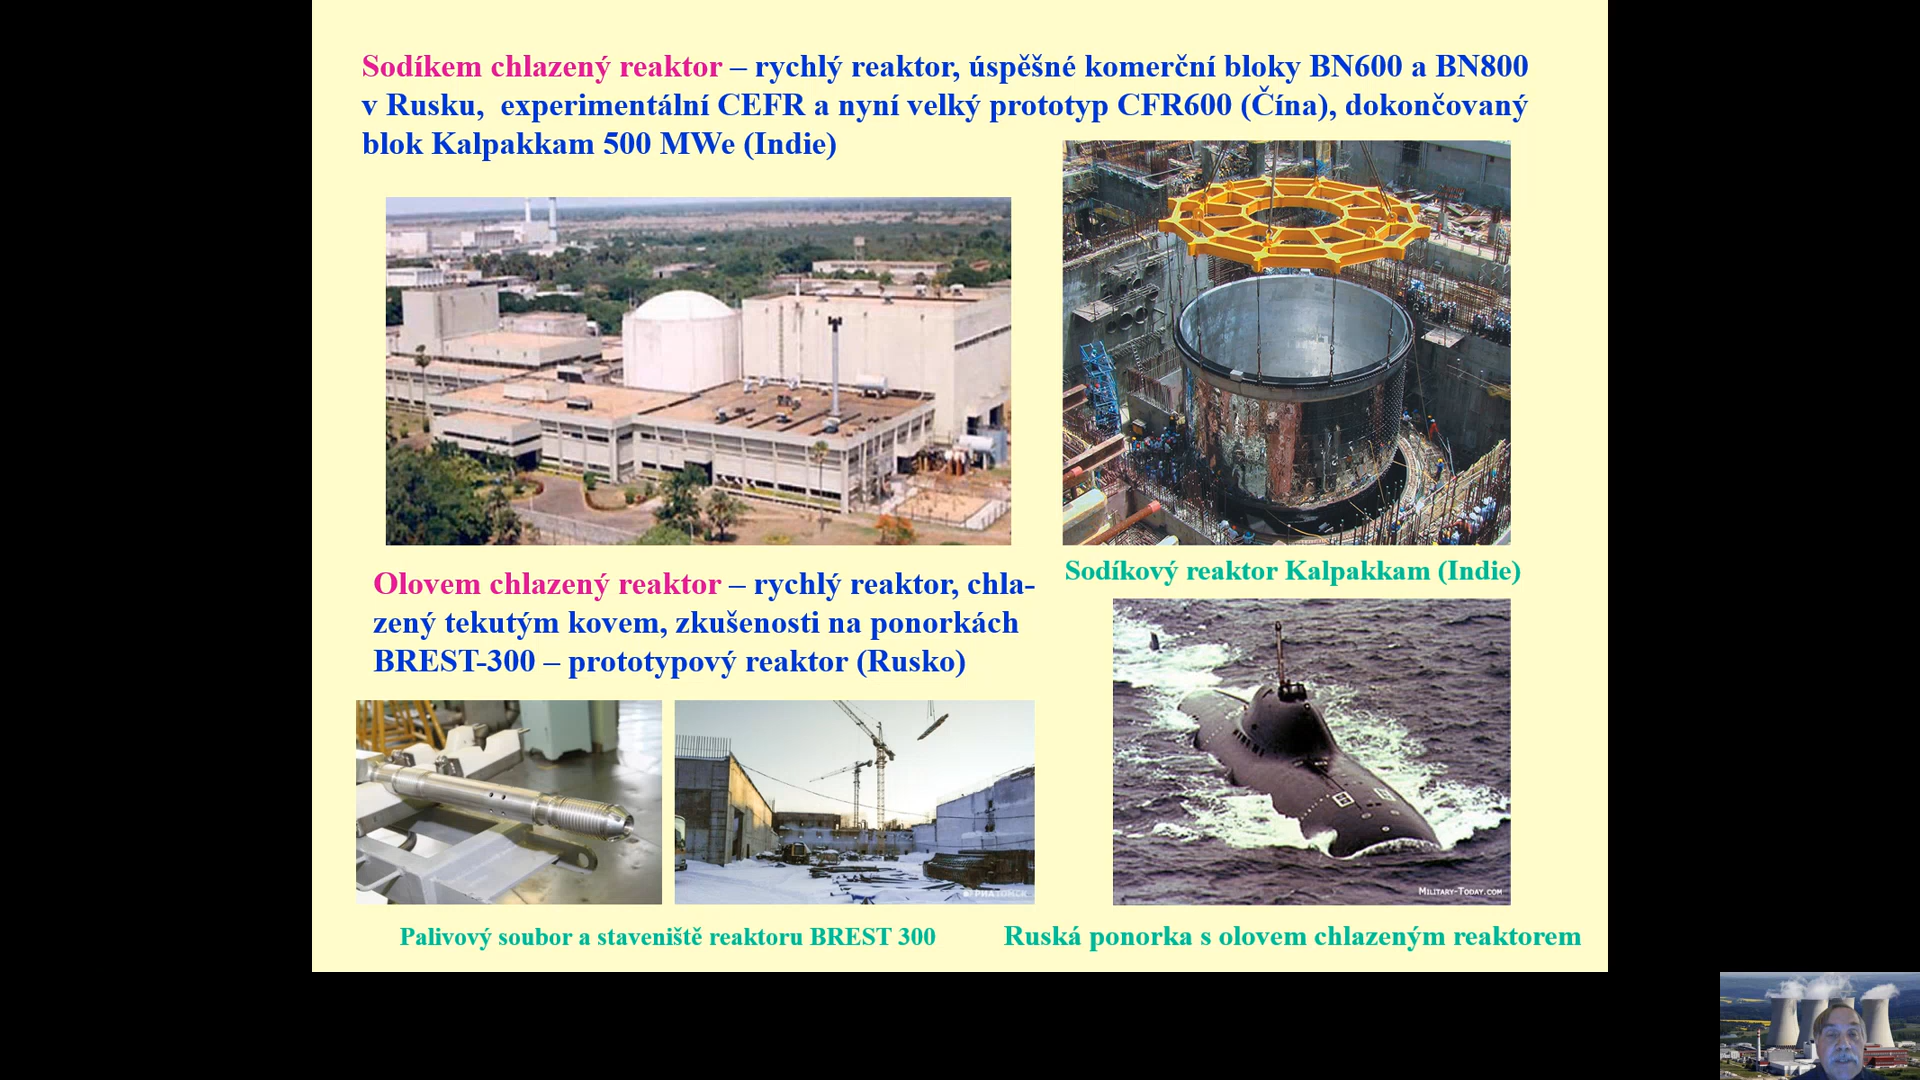 Sodíkem chlazený reaktor – rychlý reaktor, úspěšné komerční bloky BN600 a BN800
v Rusku, experimentální CEFR a nyní velký prototyp CFR600 (Čína), dokončovaný
blok Kalpakkam 500 MWe (Indie)
Sodíkový reaktor Kalpakkam (Indie)
Olovem chlazený reaktor – rychlý reaktor, chla-
zený tekutým kovem, zkušenosti na ponorkách
BREST-300 – prototypový reaktor (Rusko)
РИАТОМСК
Military-Today.com
Palivový soubor a staveniště reaktoru BREST 300
Ruská ponorka s olovem chlazeným reaktorem